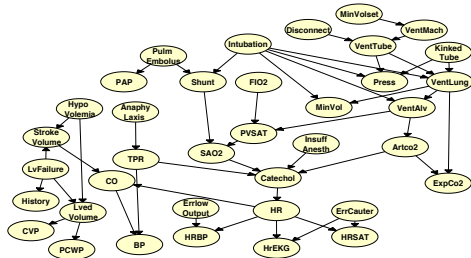 MinVolset
Disconnect
VentMach
Pulm
Embolus
Intubation
VentTube
Kinked
Tube
PAP
Shunt
FIO2
Press
VentLung
Hypo
Volemia
Anaphy
Laxis
MinVol
VentAlv
Stroke
Volume
PVSAT
Insuff
Anesth
Artco2
LvFailure
TPR
SAO2
ExpCo2
CO
Catechol
History
Lved
Volume
Errlow
Output
HR
ErrCauter
CVP
PCWP
BP
HRBP
HrEKG
HRSAT